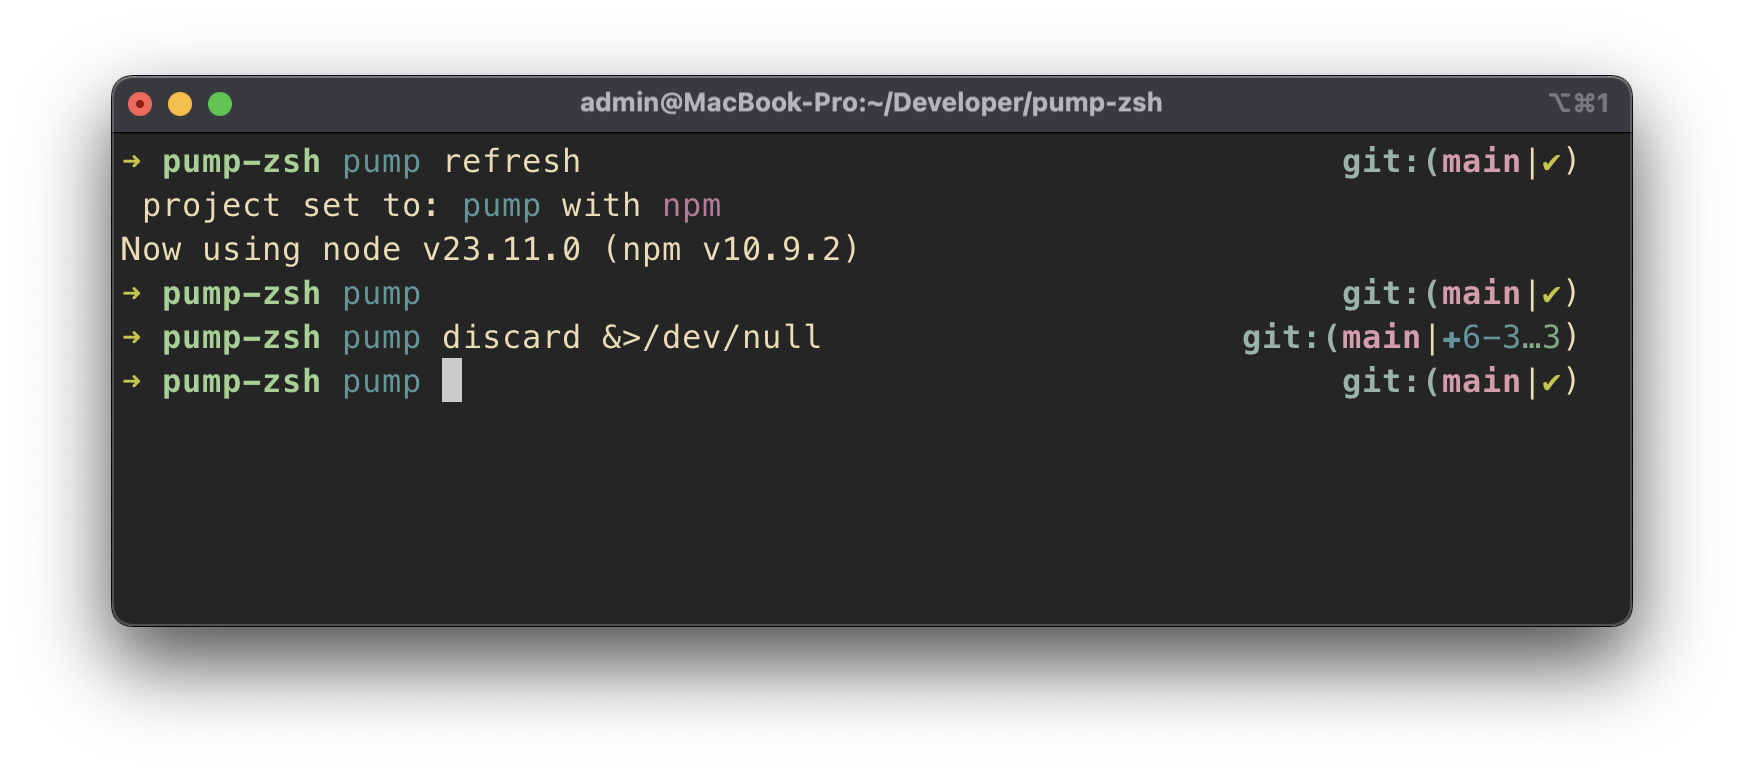 admin@MacBook-Pro:~/Developer/pump-zsh ⌥⌘1
➜ pump-zsh pump refresh git:(main|✔)
project set to: pump with npm
Now using node v23.11.0 (npm v10.9.2)
➜ pump-zsh pump git:(main|✔)
➜ pump-zsh pump discard &>/dev/null git:(main|✚6−3…3)
➜ pump-zsh pump git:(main|✔)